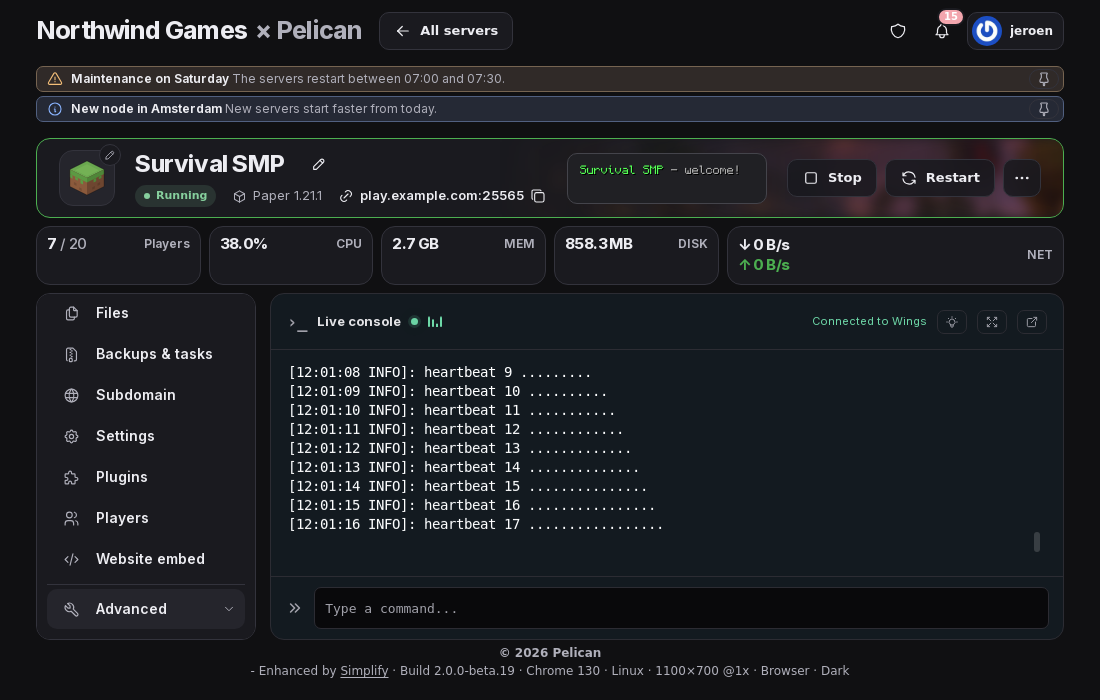 Northwind Games × Pelican
All servers
15
jeroen
Maintenance on Saturday The servers restart between 07:00 and 07:30.
New node in Amsterdam New servers start faster from today.
Survival SMP
Running
Paper 1.21.1
play.example.com:25565
Survival SMP — welcome!
Stop
Restart
7 / 20 Players
38.0% CPU
2.7 GB MEM
858.3 MB DISK
↓ 0 B/s
↑ 0 B/s
NET
Files
Backups & tasks
Subdomain
Settings
Plugins
Players
Website embed
Advanced
Live console
Connected to Wings
[12:01:08 INFO]: heartbeat 9 .........
[12:01:09 INFO]: heartbeat 10 ..........
[12:01:10 INFO]: heartbeat 11 ...........
[12:01:11 INFO]: heartbeat 12 ............
[12:01:12 INFO]: heartbeat 13 .............
[12:01:13 INFO]: heartbeat 14 ..............
[12:01:14 INFO]: heartbeat 15 ...............
[12:01:15 INFO]: heartbeat 16 ................
[12:01:16 INFO]: heartbeat 17 .................
Type a command...
© 2026 Pelican
- Enhanced by Simplify · Build 2.0.0-beta.19 · Chrome 130 · Linux · 1100×700 @1x · Browser · Dark